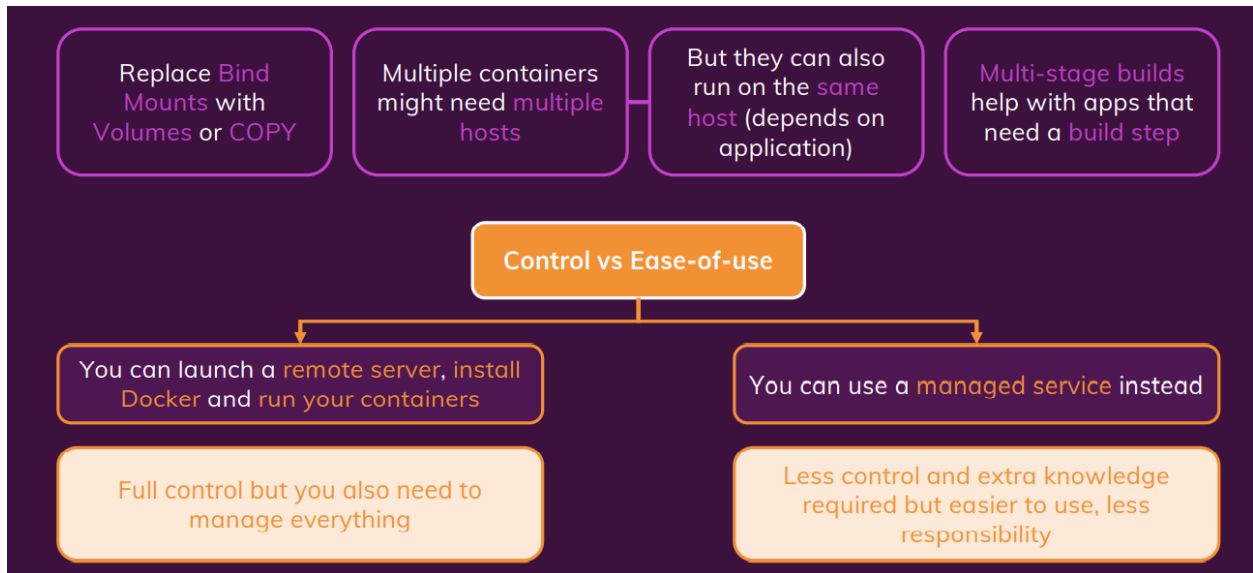 Replace Bind
Mounts with
Volumes or COPY
Multiple containers
might need multiple
hosts
But they can also
run on the same
host (depends on
application)
Multi-stage builds
help with apps that
need a build step
Control vs Ease-of-use
You can launch a remote server, install
Docker and run your containers
You can use a managed service instead
Full control but you also need to
manage everything
Less control and extra knowledge
required but easier to use, less
responsibility